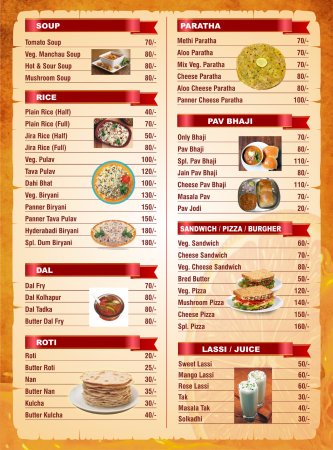 SOUP
Tomato Soup 70/-
Veg. Manchau Soup 80/-
Hot & Sour Soup 80/-
Mushroom Soup 80/-
RICE
Plain Rice (Half) 40/-
Plain Rice (Full) 70/-
Jira Rice (Half) 50/-
Jira Rice (Full) 80/-
Veg. Pulav 100/-
Tava Pulav 120/-
Dahi Bhat 100/-
Veg. Biryani 130/-
Panner Biryani 150/-
Panner Tava Pulav 150/-
Hyderabadi Biryani 150/-
Spl. Dum Biryani 180/-
DAL
Dal Fry 70/-
Dal Kolhapur 80/-
Dal Tadka 80/-
Butter Dal Fry 80/-
ROTI
Roti 20/-
Butter Roti 25/-
Nan 30/-
Butter Nan 35/-
Kulcha 40/-
Butter Kulcha 40/-
PARATHA
Methi Paratha 70/-
Aloo Paratha 70/-
Mix Veg. Paratha 70/-
Cheese Paratha 80/-
Aloo Cheese Paratha 80/-
Panner Cheese Paratha 100/-
PAV BHAJI
Only Bhaji 70/-
Pav Bhaji 80/-
Spl. Pav Bhaji 110/-
Jain Pav Bhaji 80/-
Cheese Pav Bhaji 110/-
Masala Pav 60/-
Pav Jodi 20/-
SANDWICH / PIZZA / BURGHER
Veg. Sandwich 60/-
Cheese Sandwich 70/-
Veg. Cheese Sandwich 80/-
Bred Butter 50/-
Veg. Pizza 120/-
Mushroom Pizza 130/-
Cheese Pizza 150/-
Spl. Pizza 160/-
LASSI / JUICE
Sweet Lassi 50/-
Mango Lassi 60/-
Rose Lassi 60/-
Tak 30/-
Masala Tak 40/-
Solkadhi 30/-